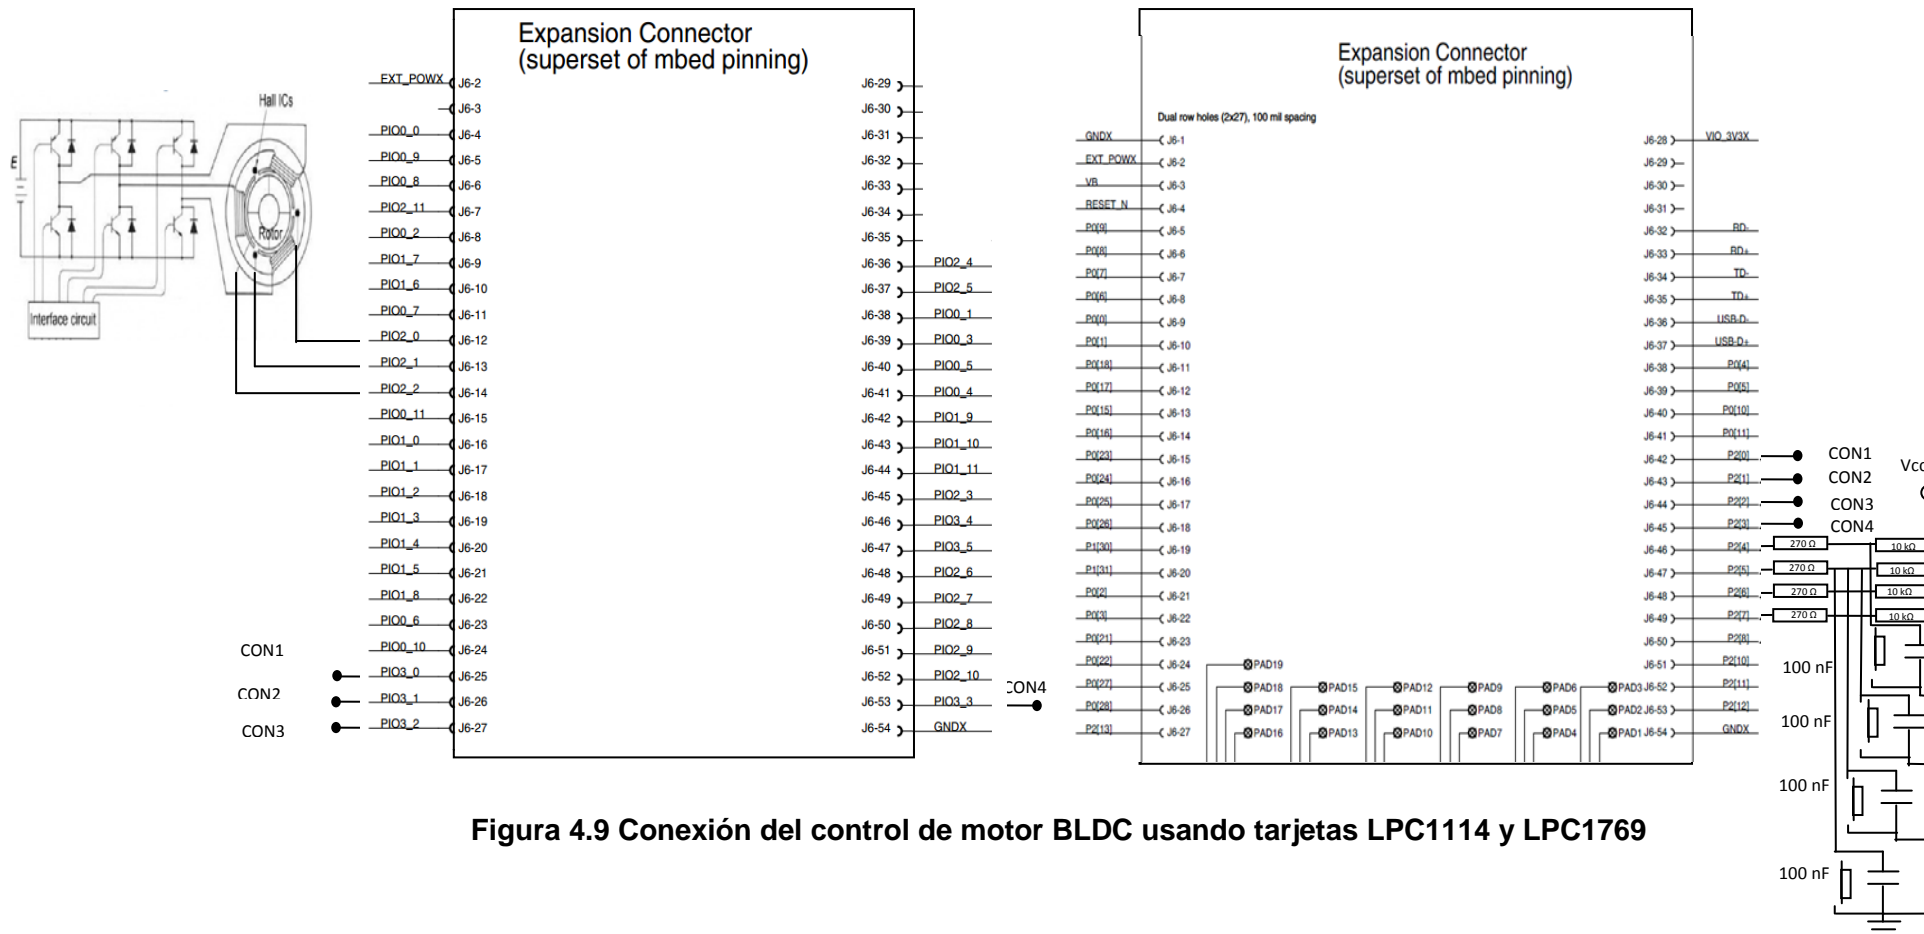 Expansion Connector
(superset of mbed pinning)
EXT_POWX J6-2
J6-3
PIO0_0 J6-4
PIO0_9 J6-5
PIO0_8 J6-6
PIO2_11 J6-7
PIO0_2 J6-8
PIO1_7 J6-9
PIO1_6 J6-10
PIO0_7 J6-11
PIO2_0 J6-12
PIO2_1 J6-13
PIO2_2 J6-14
PIO0_11 J6-15
PIO1_0 J6-16
PIO1_1 J6-17
PIO1_2 J6-18
PIO1_3 J6-19
PIO1_4 J6-20
PIO1_5 J6-21
PIO1_8 J6-22
PIO0_6 J6-23
PIO0_10 J6-24
PIO3_0 J6-25
PIO3_1 J6-26
PIO3_2 J6-27
J6-29
J6-30
J6-31
J6-32
J6-33
J6-34
J6-35
J6-36 PIO2_4
J6-37 PIO2_5
J6-38 PIO0_1
J6-39 PIO0_3
J6-40 PIO0_5
J6-41 PIO0_4
J6-42 PIO1_9
J6-43 PIO1_10
J6-44 PIO1_11
J6-45 PIO2_3
J6-46 PIO3_4
J6-47 PIO3_5
J6-48 PIO2_6
J6-49 PIO2_7
J6-50 PIO2_8
J6-51 PIO2_9
J6-52 PIO2_10
J6-53 PIO3_3
J6-54 GNDX
Hall ICs
E
Rotor
Interface circuit
CON1
CON2
CON3
CON4
Expansion Connector
(superset of mbed pinning)
Dual row holes (2x27), 100 mil spacing
GNDX J6-1
EXT_POWX J6-2
VB J6-3
RESET_N J6-4
P0[9] J6-5
P0[8] J6-6
P0[7] J6-7
P0[6] J6-8
P0[0] J6-9
P0[1] J6-10
P0[18] J6-11
P0[17] J6-12
P0[15] J6-13
P0[16] J6-14
P0[23] J6-15
P0[24] J6-16
P0[25] J6-17
P0[26] J6-18
P1[30] J6-19
P1[31] J6-20
P0[2] J6-21
P0[3] J6-22
P0[21] J6-23
P0[22] J6-24
P0[27] J6-25
P0[28] J6-26
P2[13] J6-27
J6-28 VIO_3V3X
J6-29
J6-30
J6-31
J6-32 RD-
J6-33 RD+
J6-34 TD-
J6-35 TD+
J6-36 USB-D-
J6-37 USB-D+
J6-38 P0[4]
J6-39 P0[5]
J6-40 P0[10]
J6-41 P0[11]
J6-42 P2[0]
J6-43 P2[1]
J6-44 P2[2]
J6-45 P2[3]
J6-46 P2[4]
J6-47 P2[5]
J6-48 P2[6]
J6-49 P2[7]
J6-50 P2[8]
J6-51 P2[10]
J6-52 P2[11]
J6-53 P2[12]
J6-54 GNDX
PAD19
PAD18 PAD15 PAD12 PAD9 PAD6 PAD3
PAD17 PAD14 PAD11 PAD8 PAD5 PAD2
PAD16 PAD13 PAD10 PAD7 PAD4 PAD1
CON1
CON2
CON3
CON4
270 Ω 10 kΩ
270 Ω 10 kΩ
270 Ω 10 kΩ
270 Ω 10 kΩ
100 nF
100 nF
100 nF
100 nF
Figura 4.9 Conexión del control de motor BLDC usando tarjetas LPC1114 y LPC1769